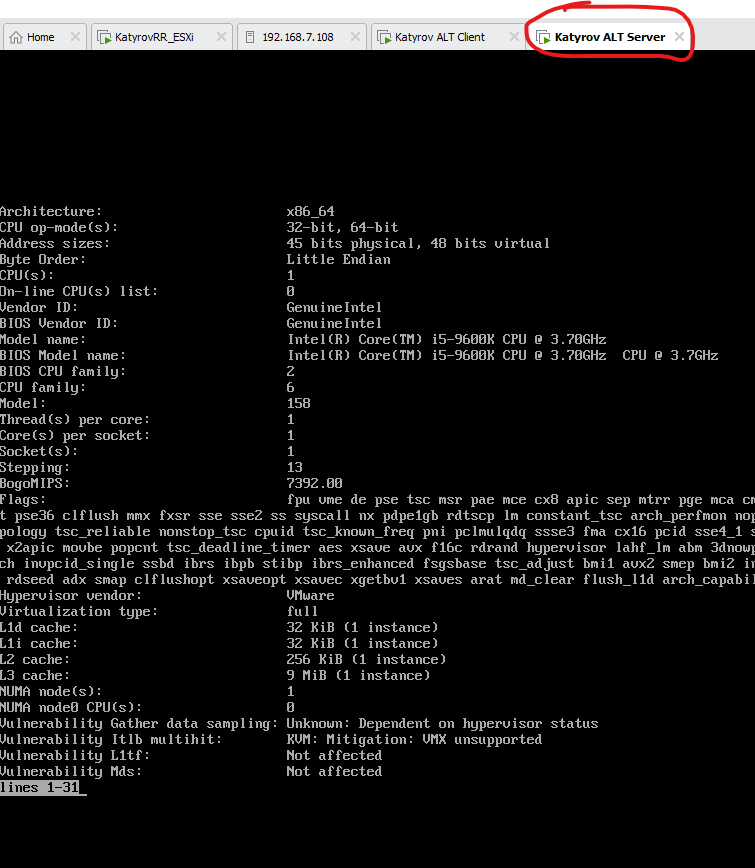 Home
KatyrovRR_ESXi
192.168.7.108
Katyrov ALT Client
Katyrov ALT Server
Architecture: x86_64
CPU op-mode(s): 32-bit, 64-bit
Address sizes: 45 bits physical, 48 bits virtual
Byte Order: Little Endian
CPU(s): 1
On-line CPU(s) list: 0
Vendor ID: GenuineIntel
BIOS Vendor ID: GenuineIntel
Model name: Intel(R) Core(TM) i5-9600K CPU @ 3.70GHz
BIOS Model name: Intel(R) Core(TM) i5-9600K CPU @ 3.70GHz  CPU @ 3.7GHz
BIOS CPU family: 2
CPU family: 6
Model: 158
Thread(s) per core: 1
Core(s) per socket: 1
Socket(s): 1
Stepping: 13
BogoMIPS: 7392.00
Flags: fpu vme de pse tsc msr pae mce cx8 apic sep mtrr pge mca cm
t pse36 clflush mmx fxsr sse sse2 ss syscall nx pdpe1gb rdtscp lm constant_tsc arch_perfmon nop
pology tsc_reliable nonstop_tsc cpuid tsc_known_freq pni pclmulqdq ssse3 fma cx16 pcid sse4_1 s
x2apic movbe popcnt tsc_deadline_timer aes xsave avx f16c rdrand hypervisor lahf_lm abm 3dnowp
ch invpcid_single ssbd ibrs ibpb stibp ibrs_enhanced fsgsbase tsc_adjust bmi1 avx2 smep bmi2 in
rdseed adx smap clflushopt xsaveopt xsavec xgetbv1 xsaves arat md_clear flush_l1d arch_capabil
Hypervisor vendor: VMware
Virtualization type: full
L1d cache: 32 KiB (1 instance)
L1i cache: 32 KiB (1 instance)
L2 cache: 256 KiB (1 instance)
L3 cache: 9 MiB (1 instance)
NUMA node(s): 1
NUMA node0 CPU(s): 0
Vulnerability Gather data sampling: Unknown: Dependent on hypervisor status
Vulnerability Itlb multihit: KVM: Mitigation: VMX unsupported
Vulnerability L1tf: Not affected
Vulnerability Mds: Not affected
lines 1-31